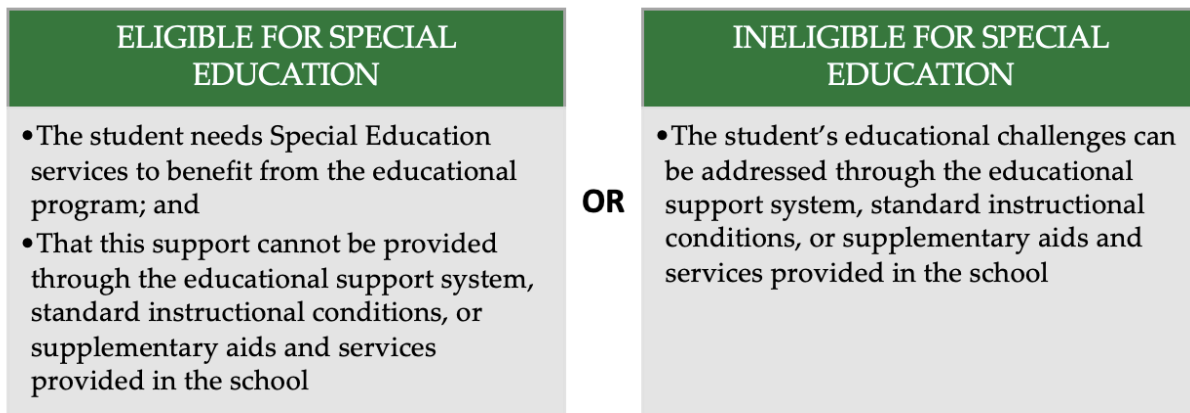 ELIGIBLE FOR SPECIAL
EDUCATION
•The student needs Special Education
services to benefit from the educational
program; and
•That this support cannot be provided
through the educational support system,
standard instructional conditions, or
supplementary aids and services
provided in the school
OR
INELIGIBLE FOR SPECIAL
EDUCATION
•The student’s educational challenges can
be addressed through the educational
support system, standard instructional
conditions, or supplementary aids and
services provided in the school